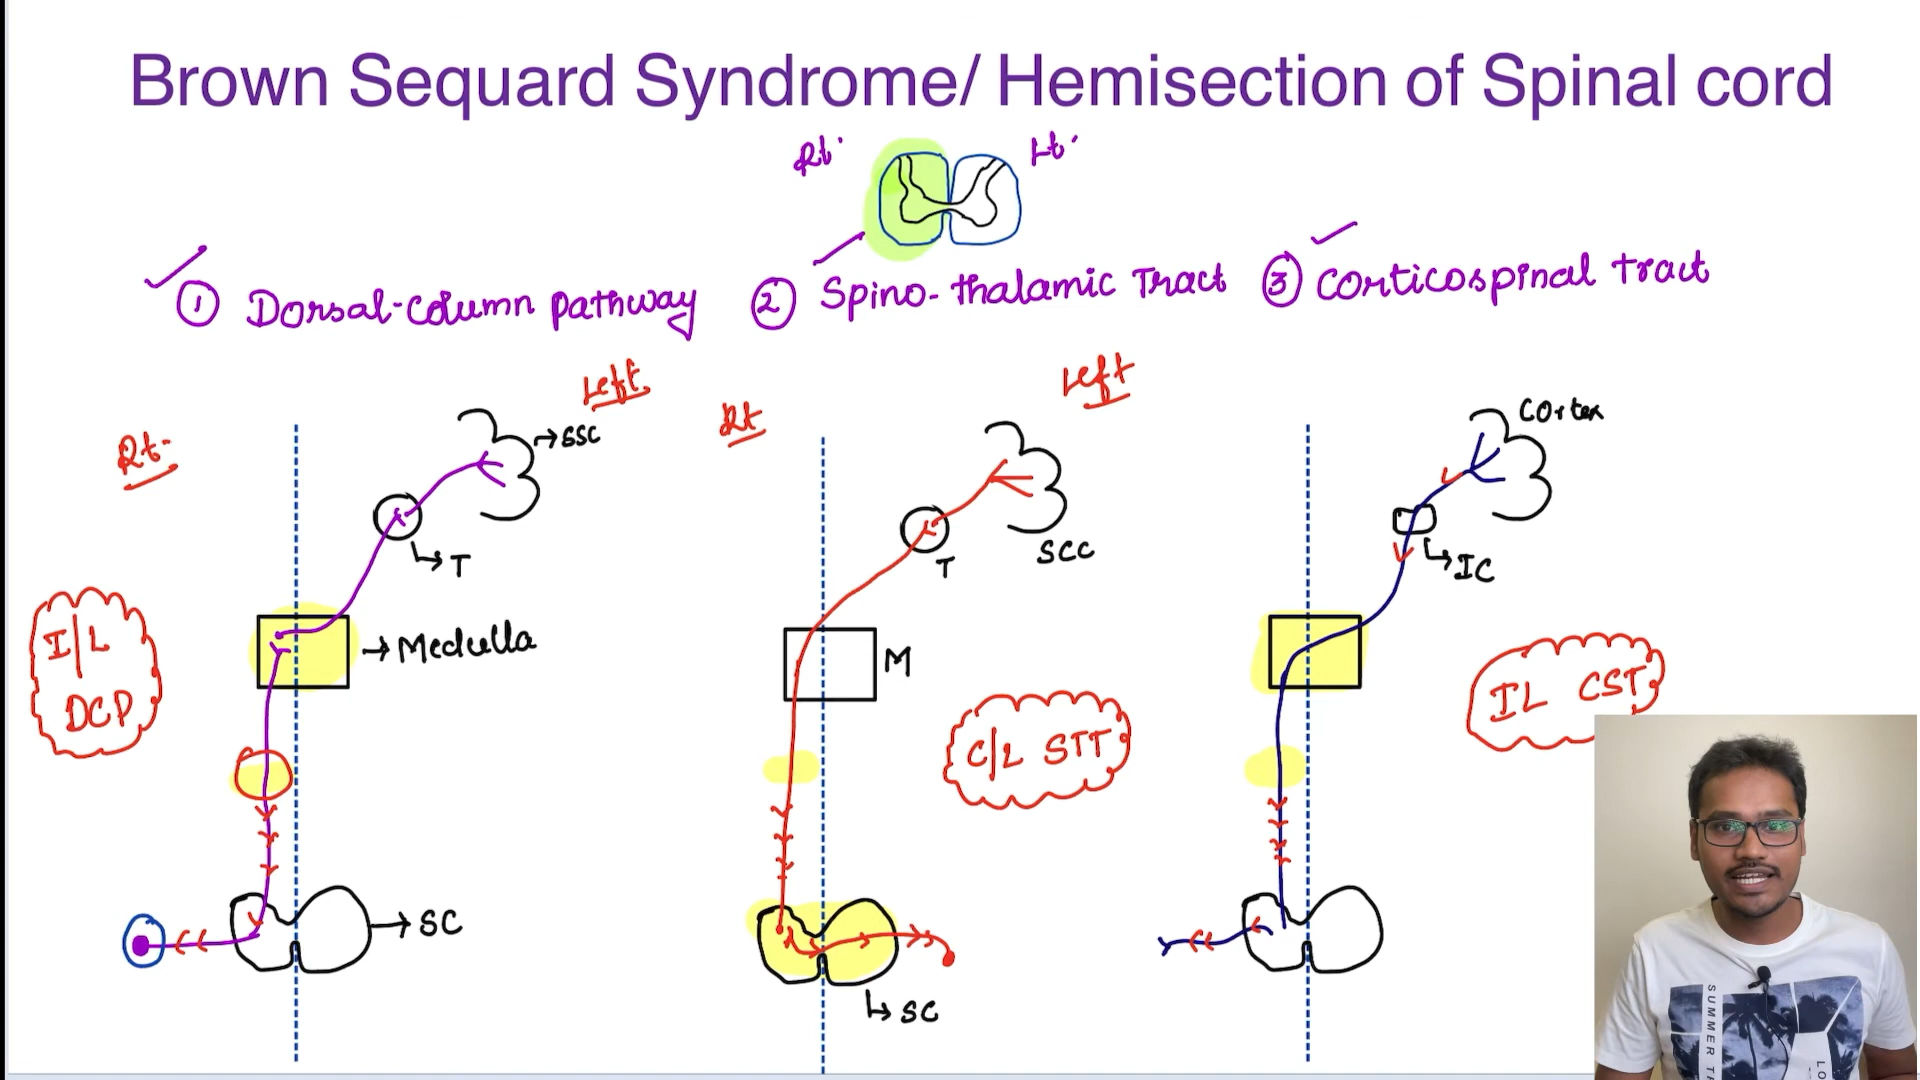 Brown Sequard Syndrome/ Hemisection of Spinal cord
Rt. Lt.
① Dorsal-column pathway ② Spino-thalamic Tract ③ corticospinal tract
Left
Left
Rt.
Rt
→SSC
Cortex
↳ T
T
SCC
↳ IC
I/L
DCP
→ Medulla
M
C/L STT
IL CST
→ SC
↳ SC
SUMMER